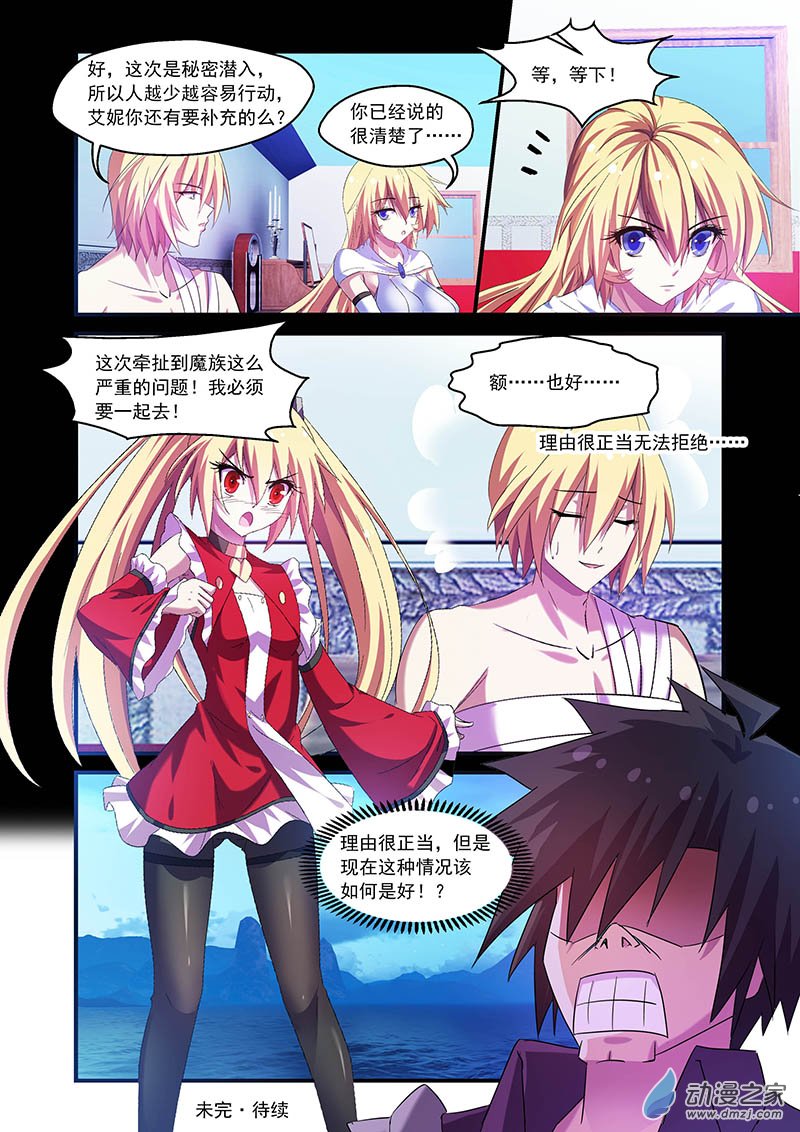 好，这次是秘密潜入，
所以人越少越容易行动，
艾妮你还有要补充的么？
你已经说的
很清楚了……
等，等下！
这次牵扯到魔族这么
严重的问题！我必须
要一起去！
额……也好……
理由很正当无法拒绝……
理由很正当，但是
现在这种情况该
如何是好！？
未完·待续
动漫之家
www.dmzj.com